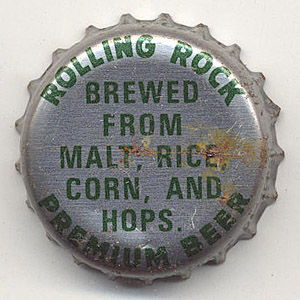 ROLLING ROCK
BREWED
FROM
MALT, RICE,
CORN, AND
HOPS.
PREMIUM BEER